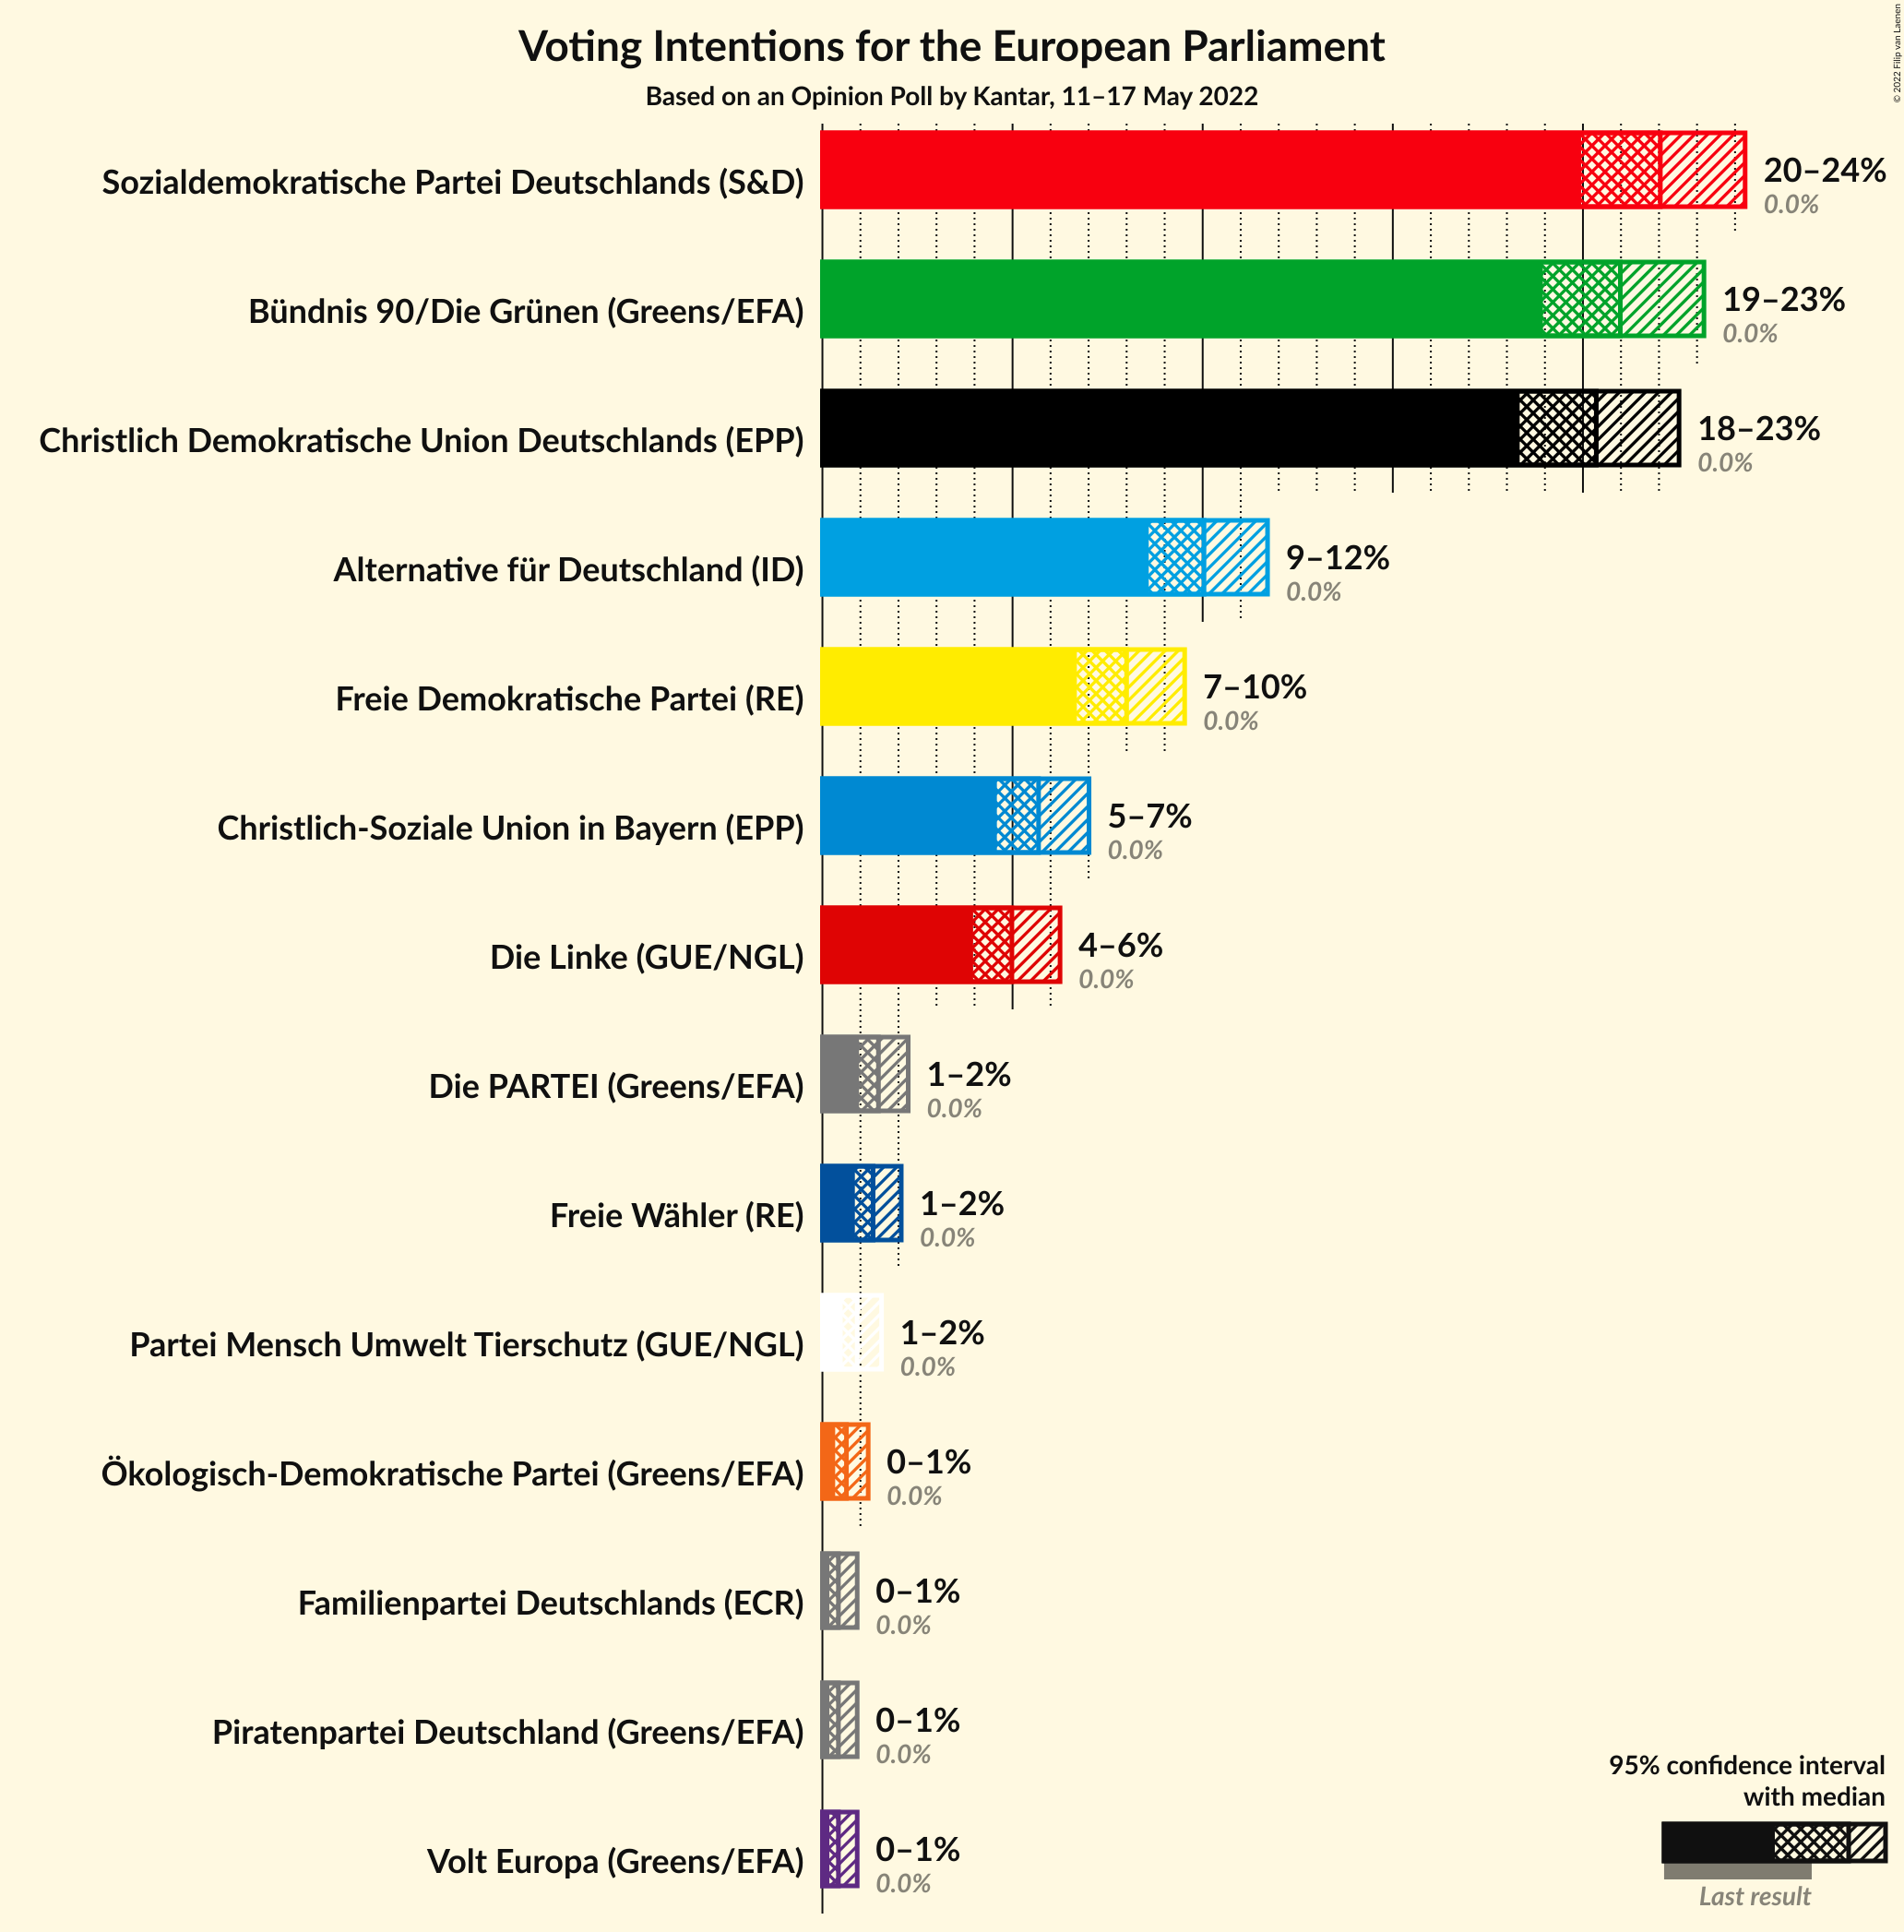 Voting Intentions for the European Parliament
Based on an Opinion Poll by Kantar, 11–17 May 2022
© 2022 Filip van Laenen
Sozialdemokratische Partei Deutschlands (S&D)
20–24%
0.0%
Bündnis 90/Die Grünen (Greens/EFA)
19–23%
0.0%
Christlich Demokratische Union Deutschlands (EPP)
18–23%
0.0%
Alternative für Deutschland (ID)
9–12%
0.0%
Freie Demokratische Partei (RE)
7–10%
0.0%
Christlich-Soziale Union in Bayern (EPP)
5–7%
0.0%
Die Linke (GUE/NGL)
4–6%
0.0%
Die PARTEI (Greens/EFA)
1–2%
0.0%
Freie Wähler (RE)
1–2%
0.0%
Partei Mensch Umwelt Tierschutz (GUE/NGL)
1–2%
0.0%
Ökologisch-Demokratische Partei (Greens/EFA)
0–1%
0.0%
Familienpartei Deutschlands (ECR)
0–1%
0.0%
Piratenpartei Deutschland (Greens/EFA)
0–1%
0.0%
Volt Europa (Greens/EFA)
0–1%
0.0%
95% confidence interval
with median
Last result